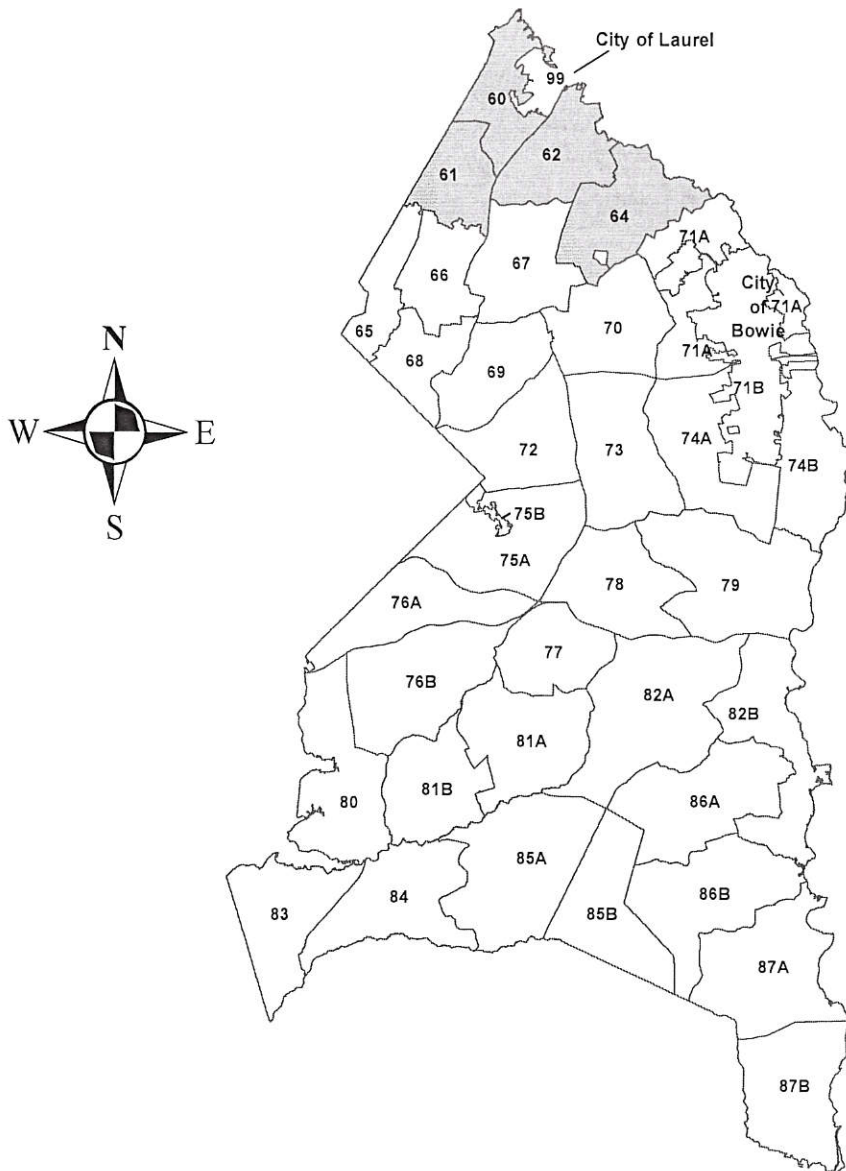 City of Laurel
99
60
62
61
64
71A
66
67
City
of
Bowie
71A
65
70
68
69
71A
71B
N
W
E
S
72
73
74A
74B
75B
75A
76A
78
79
77
76B
82A
82B
81A
80
81B
86A
85A
83
84
85B
86B
87A
87B